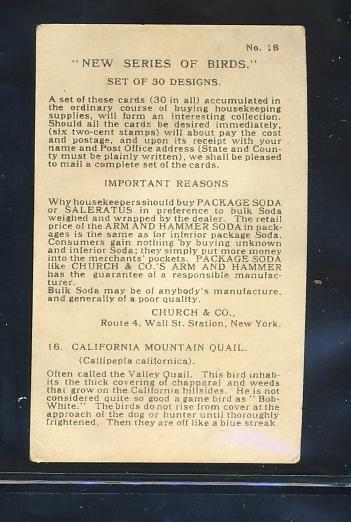 No. 16
"NEW SERIES OF BIRDS."
SET OF 30 DESIGNS.
A set of these cards (30 in all) accumulated in
the ordinary course of buying housekeeping
supplies, will form an interesting collection.
Should all the cards be desired immediately,
(six two-cent stamps) will about pay the cost
and postage, and upon its receipt with your
name and Post Office address (State and Coun-
ty must be plainly written), we shall be pleased
to mail a complete set of the cards.
IMPORTANT REASONS
Why housekeepers should buy PACKAGE SODA
or SALERATUS in preference to bulk Soda
weighed and wrapped by the dealer. The retail
price of the ARM AND HAMMER SODA in pack-
ages is the same as for inferior package Soda.
Consumers gain nothing by buying unknown
and inferior Soda; they simply put more money
into the merchants' pockets. PACKAGE SODA
like CHURCH & CO.'S ARM AND HAMMER
has the guarantee of a responsible manufac-
turer.
Bulk Soda may be of anybody's manufacture,
and generally of a poor quality.
CHURCH & CO.,
Route 4, Wall St. Station, New York.
16. CALIFORNIA MOUNTAIN QUAIL.
(Callipepla californica).
Often called the Valley Quail. This bird inhab-
its the thick covering of chapparal and weeds
that grow on the California hillsides. He is not
considered quite so good a game bird as "Bob-
White." The birds do not rise from cover at the
approach of the dog or hunter until thoroughly
frightened. Then they are off like a blue streak.